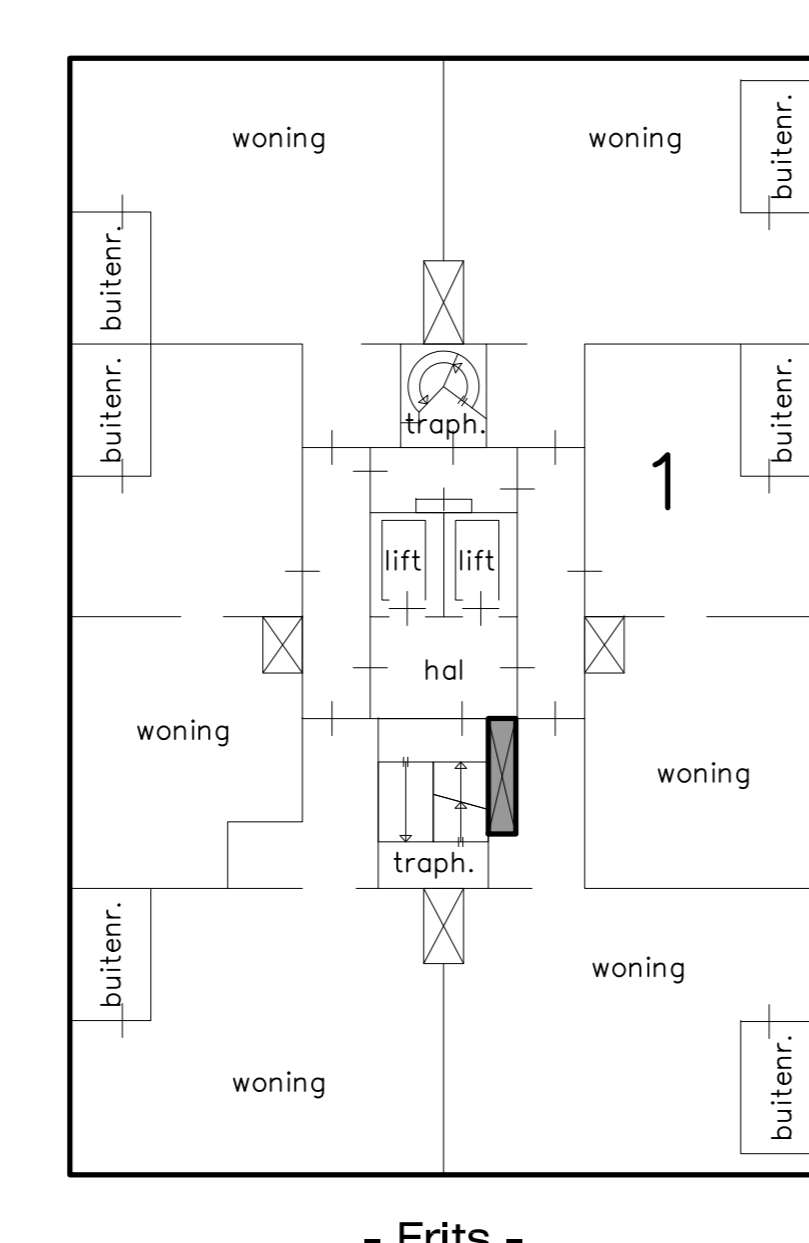 woning
woning
buitenr.
buitenr.
buitenr.
buitenr.
traph.
1
lift
lift
hal
woning
woning
traph.
buitenr.
woning
woning
buitenr.
- Frits -